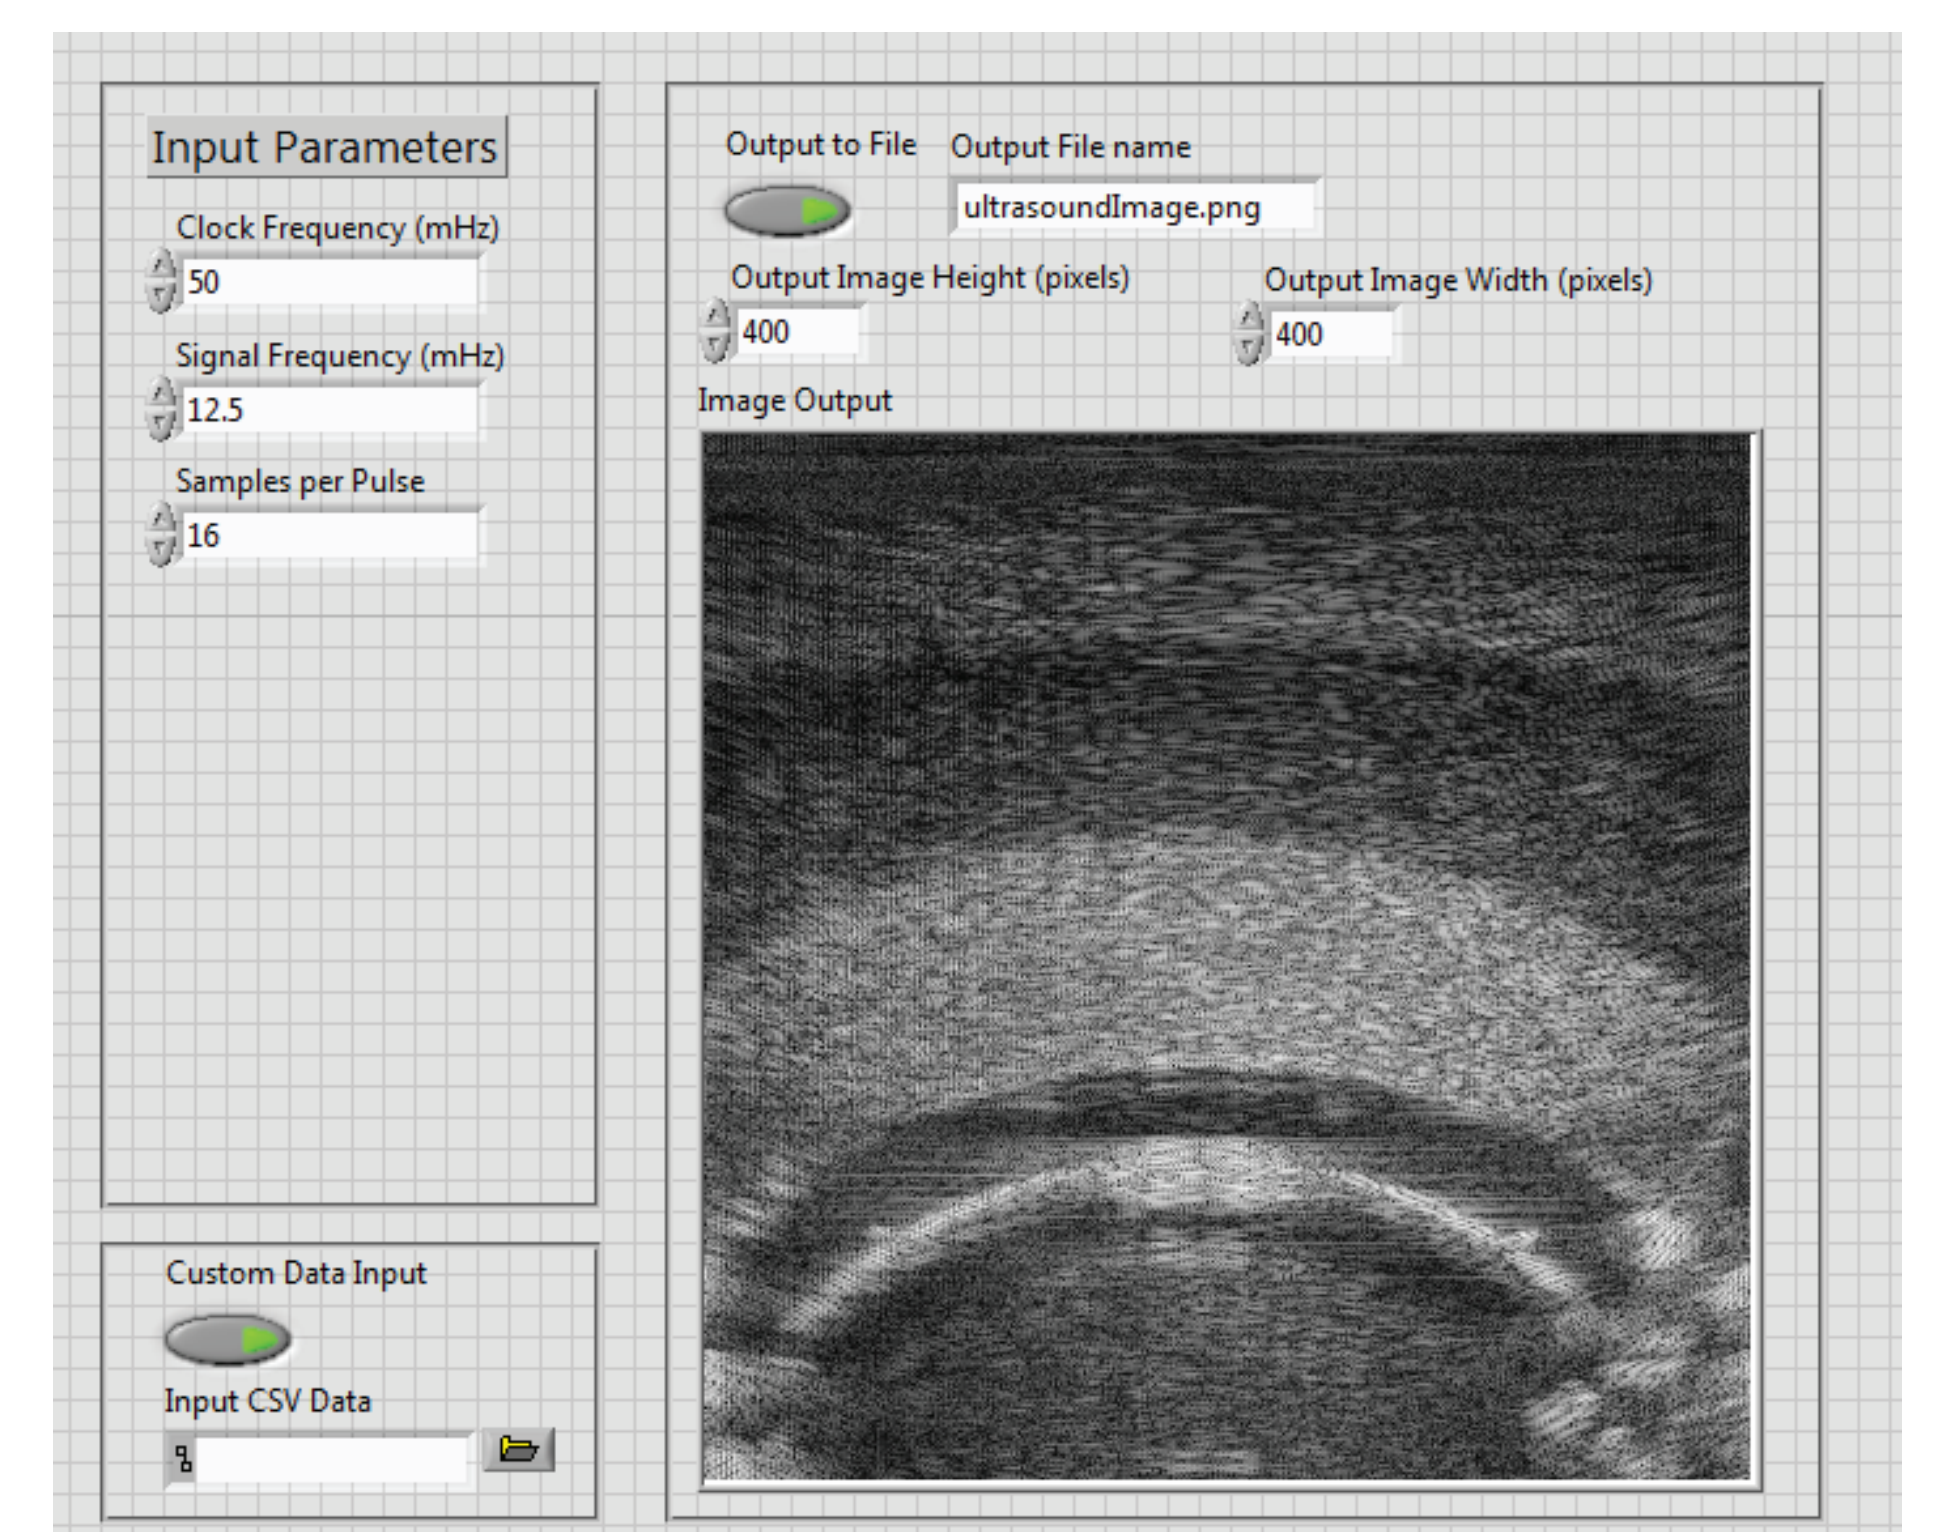 Input Parameters
Clock Frequency (mHz)
50
Signal Frequency (mHz)
12.5
Samples per Pulse
16
Custom Data Input
Input CSV Data
Output to File
Output File name
ultrasoundImage.png
Output Image Height (pixels)
400
Output Image Width (pixels)
400
Image Output